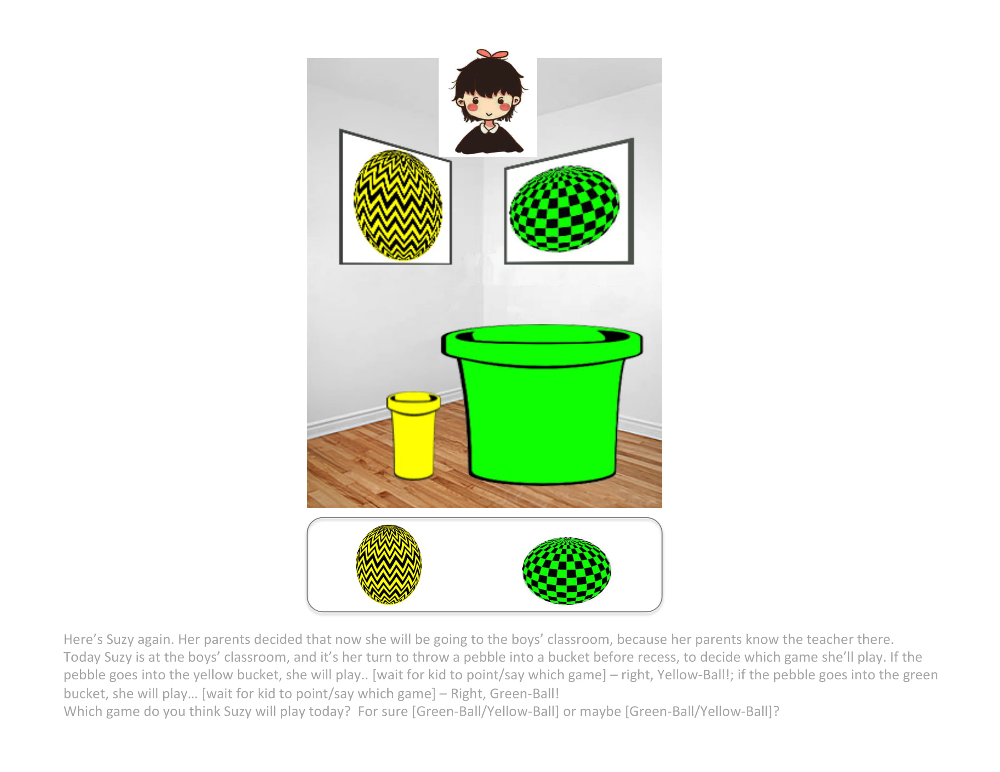 Here’s Suzy again. Her parents decided that now she will be going to the boys’ classroom, because her parents know the teacher there.
Today Suzy is at the boys’ classroom, and it’s her turn to throw a pebble into a bucket before recess, to decide which game she’ll play. If the
pebble goes into the yellow bucket, she will play.. [wait for kid to point/say which game] – right, Yellow-Ball!; if the pebble goes into the green
bucket, she will play… [wait for kid to point/say which game] – Right, Green-Ball!
Which game do you think Suzy will play today?  For sure [Green-Ball/Yellow-Ball] or maybe [Green-Ball/Yellow-Ball]?